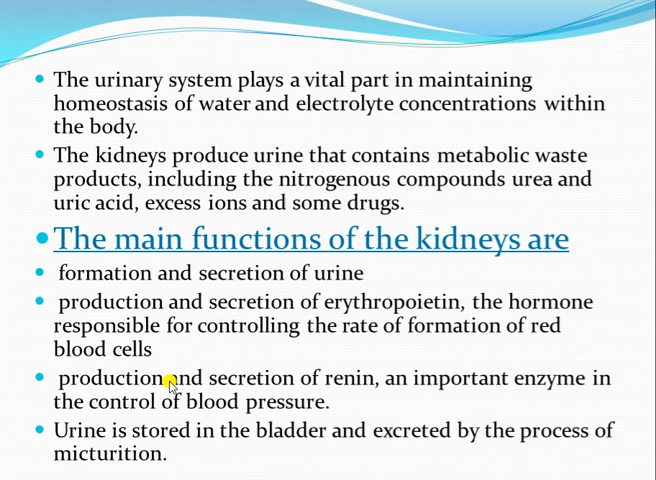 The urinary system plays a vital part in maintaining
homeostasis of water and electrolyte concentrations within
the body.
The kidneys produce urine that contains metabolic waste
products, including the nitrogenous compounds urea and
uric acid, excess ions and some drugs.
The main functions of the kidneys are
formation and secretion of urine
production and secretion of erythropoietin, the hormone
responsible for controlling the rate of formation of red
blood cells
production and secretion of renin, an important enzyme in
the control of blood pressure.
Urine is stored in the bladder and excreted by the process of
micturition.